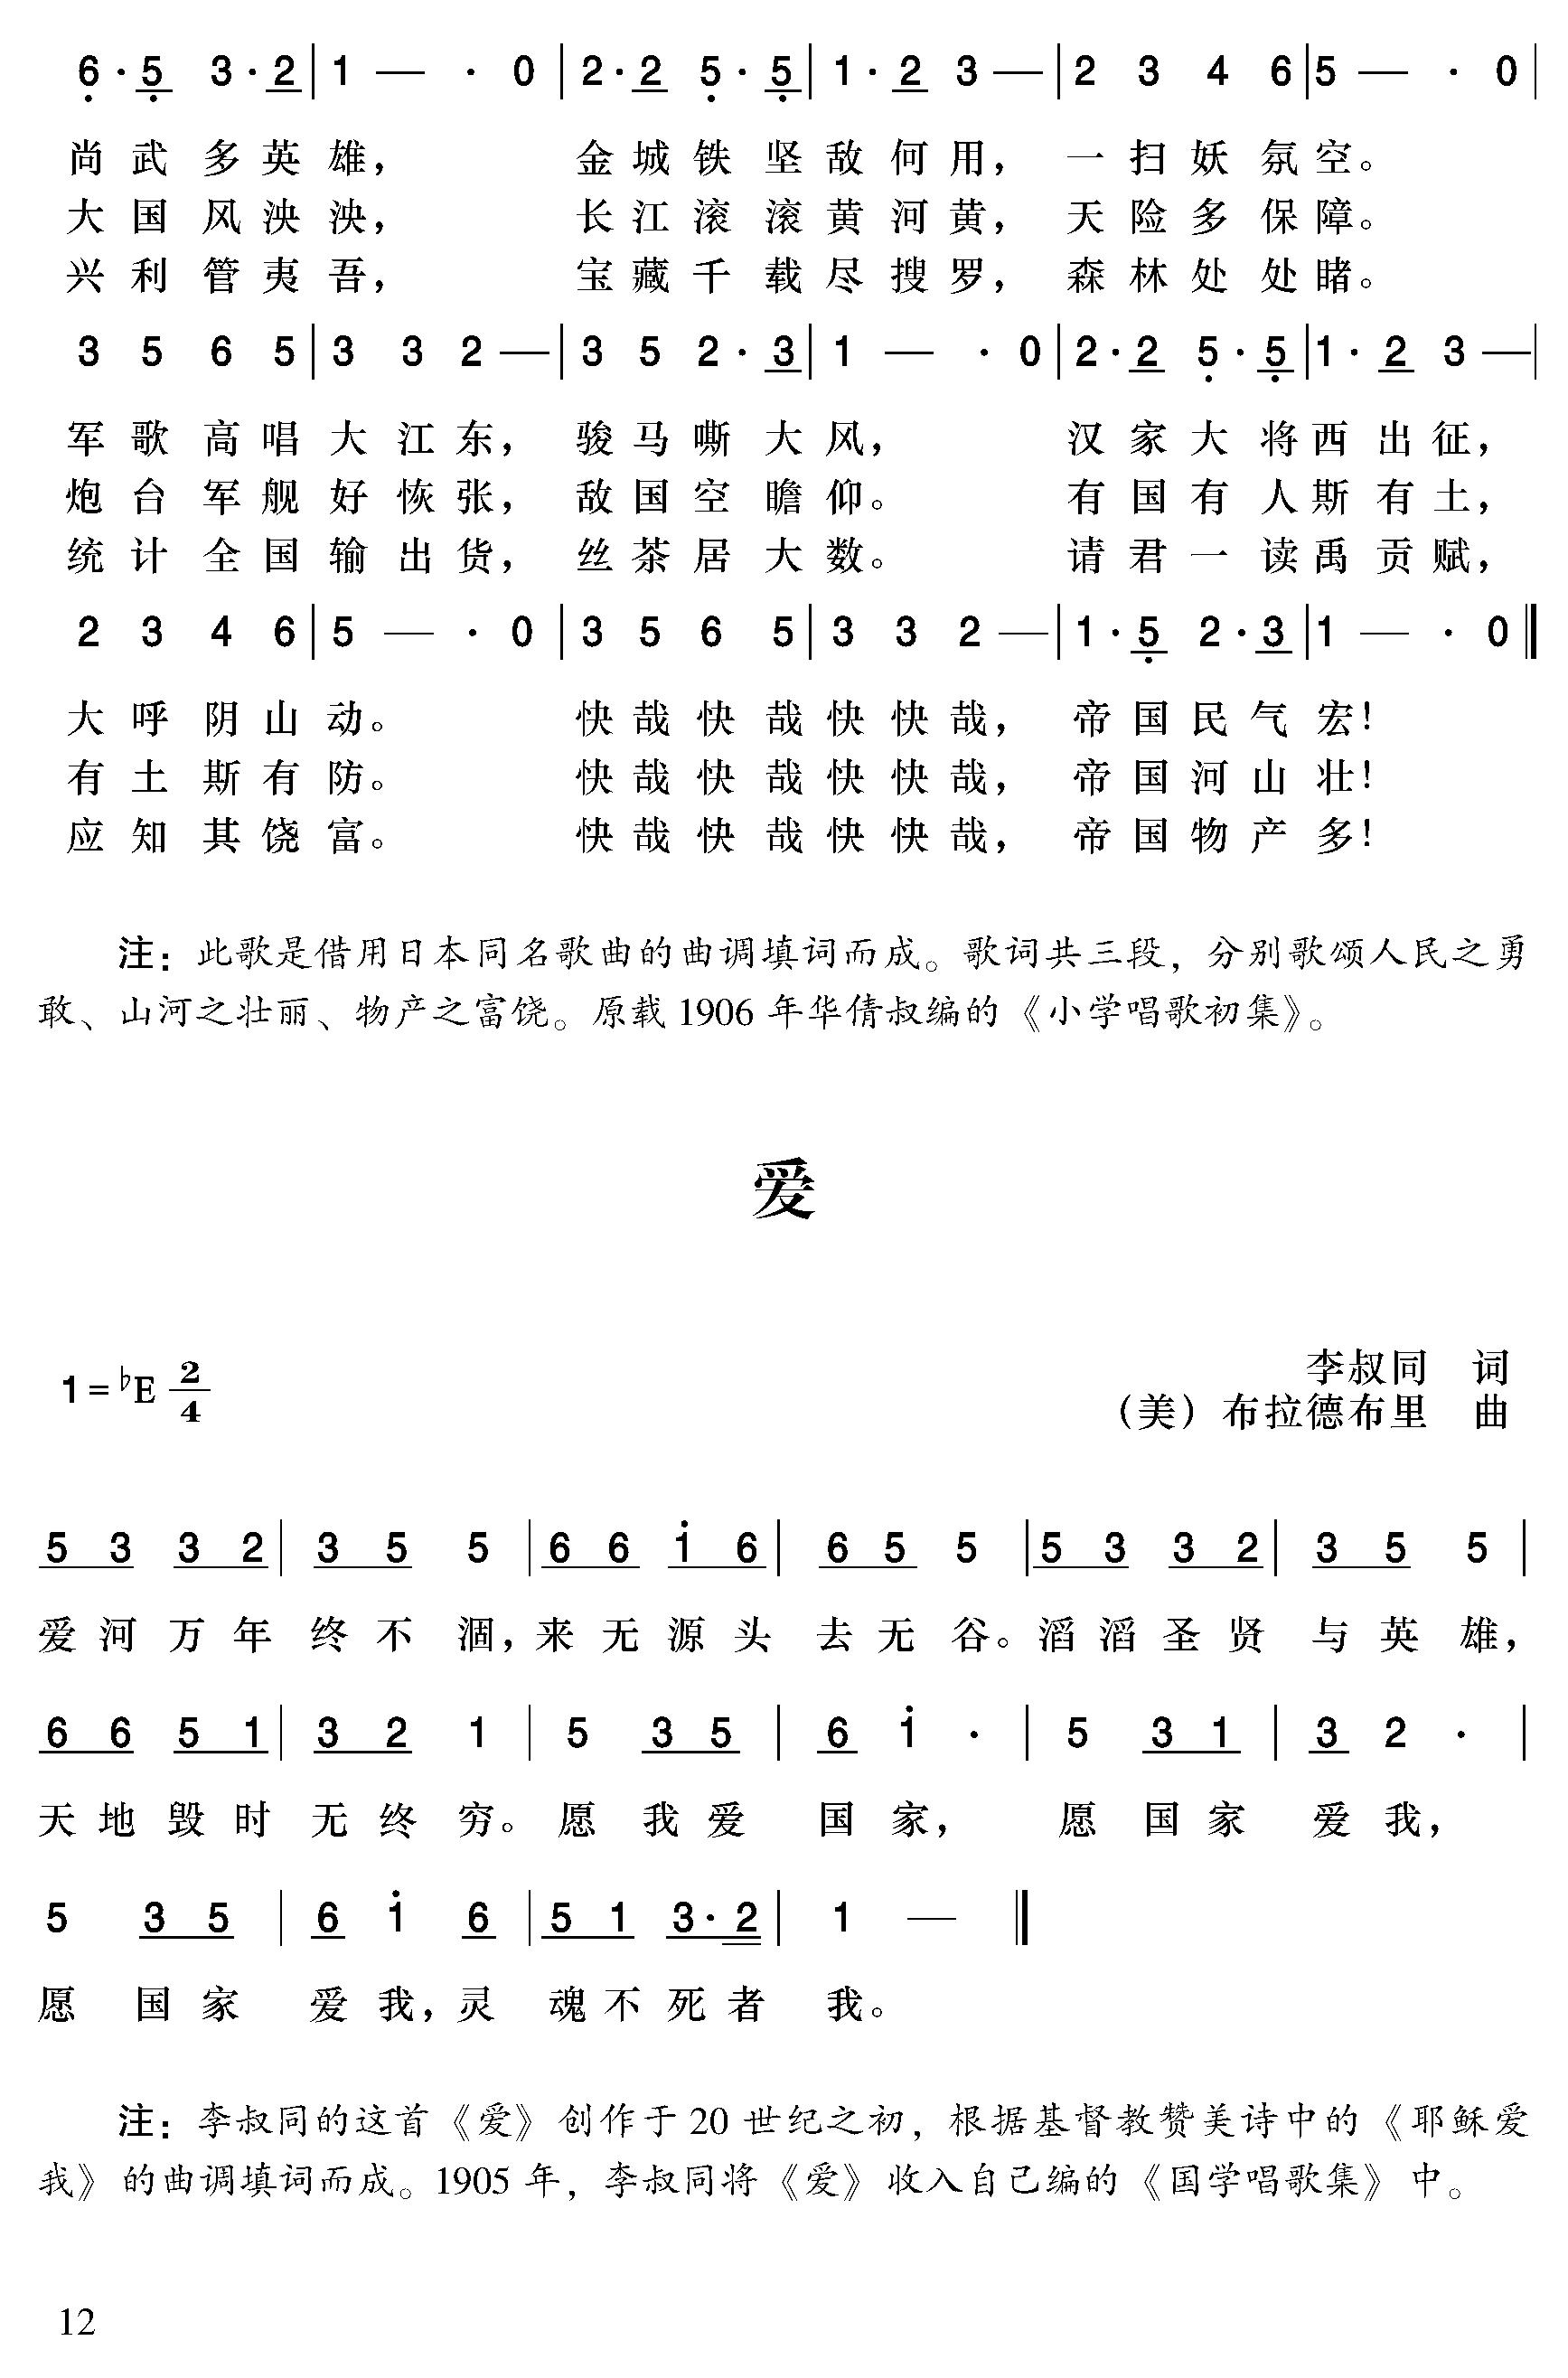 6·5 3·2|1 — · 0|2·2 5·5|1·2 3—|2 3 4 6|5 — · 0|
尚武多英雄， 金城铁坚敌何用，一扫妖氛空。
大国风泱泱， 长江滚滚黄河黄，天险多保障。
兴利管夷吾， 宝藏千载尽搜罗，森林处处睹。
3 5 6 5|3 3 2—|3 5 2·3|1 — · 0|2·2 5·5|1·2 3—|
军歌高唱大江东，骏马嘶大风， 汉家大将西出征，
炮台军舰好恢张，敌国空瞻仰。 有国有人斯有土，
统计全国输出货，丝茶居大数。 请君一读禹贡赋，
2 3 4 6|5 — · 0|3 5 6 5|3 3 2—|1·5 2·3|1 — · 0‖
大呼阴山动。 快哉快哉快快哉，帝国民气宏！
有土斯有防。 快哉快哉快快哉，帝国河山壮！
应知其饶富。 快哉快哉快快哉，帝国物产多！
注：此歌是借用日本同名歌曲的曲调填词而成。歌词共三段，分别歌颂人民之勇
敢、山河之壮丽、物产之富饶。原载1906年华倩叔编的《小学唱歌初集》。
爱
1=♭E 2/4
李叔同 词
（美）布拉德布里 曲
5 3 3 2|3 5 5|6 6 i 6|6 5 5|5 3 3 2|3 5 5|
爱河万年终不涸，来无源头去无谷。滔滔圣贤与英雄，
6 6 5 1|3 2 1|5 3 5|6 i ·|5 3 1|3 2 ·|
天地毁时无终穷。愿我爱国家，愿国家爱我，
5 3 5|6 i 6|5 1 3·2|1 —‖
愿国家爱我，灵魂不死者我。
注：李叔同的这首《爱》创作于20世纪之初，根据基督教赞美诗中的《耶稣爱
我》的曲调填词而成。1905年，李叔同将《爱》收入自己编的《国学唱歌集》中。
12